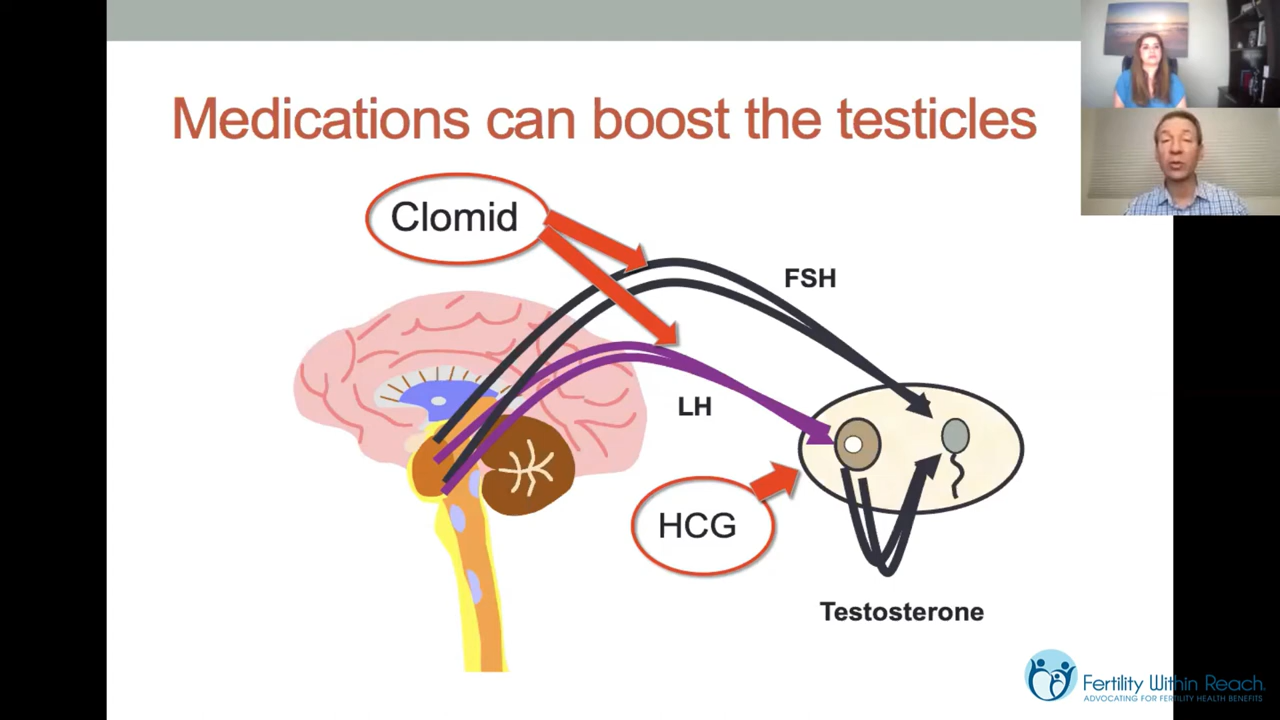 Medications can boost the testicles
Clomid
FSH
LH
HCG
Testosterone
Fertility Within Reach.
ADVOCATING FOR FERTILITY HEALTH BENEFITS